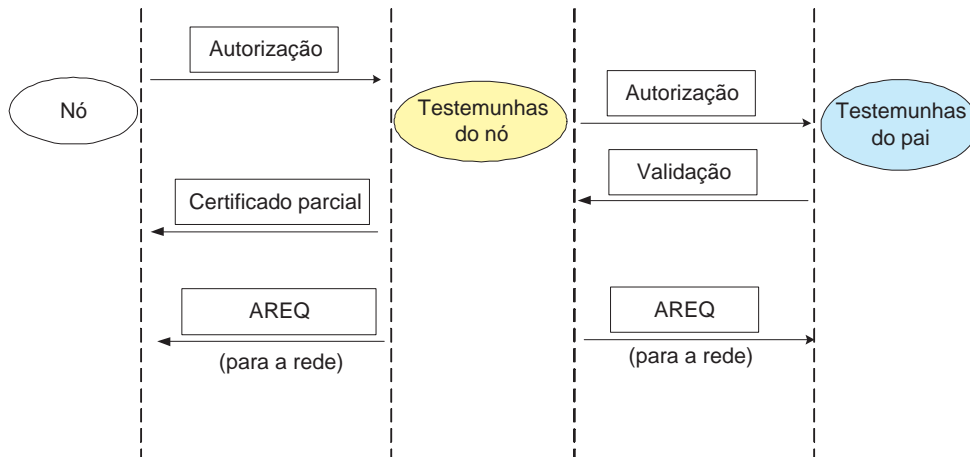 Autorização
Nó
Testemunhas
do nó
Autorização
Testemunhas
do pai
Validação
Certificado parcial
AREQ
(para a rede)
AREQ
(para a rede)